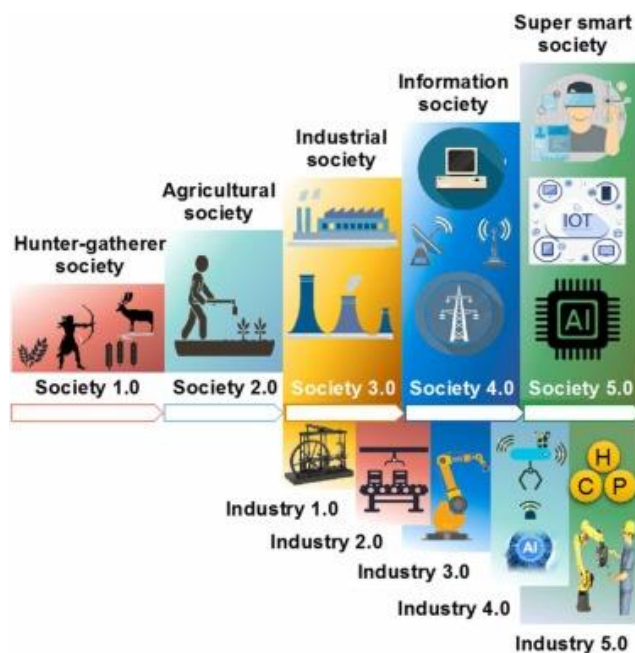 Super smart
society
Information
society
Industrial
society
Agricultural
society
Hunter-gatherer
society
IOT
AI
Society 1.0
Society 2.0
Society 3.0
Society 4.0
Society 5.0
H
C P
Industry 1.0
Industry 2.0
AI
Industry 3.0
Industry 4.0
Industry 5.0